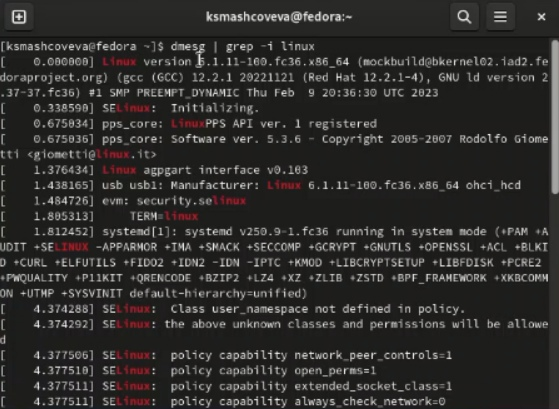 ksmashcoveva@fedora:~
[ksmashcoveva@fedora ~]$ dmesg | grep -i linux
[    0.000000] Linux version 6.1.11-100.fc36.x86_64 (mockbuild@bkernel02.iad2.fe
doraproject.org) (gcc (GCC) 12.2.1 20221121 (Red Hat 12.2.1-4), GNU ld version 2
.37-37.fc36) #1 SMP PREEMPT_DYNAMIC Thu Feb  9 20:36:30 UTC 2023
[    0.338590] SELinux:  Initializing.
[    0.675034] pps_core: LinuxPPS API ver. 1 registered
[    0.675036] pps_core: Software ver. 5.3.6 - Copyright 2005-2007 Rodolfo Giome
tti <giometti@linux.it>
[    1.376434] Linux agpgart interface v0.103
[    1.438165] usb usb1: Manufacturer: Linux 6.1.11-100.fc36.x86_64 ohci_hcd
[    1.484726] evm: security.selinux
[    1.805313]     TERM=linux
[    1.812452] systemd[1]: systemd v250.9-1.fc36 running in system mode (+PAM +A
UDIT +SELINUX -APPARMOR +IMA +SMACK +SECCOMP +GCRYPT +GNUTLS +OPENSSL +ACL +BLKI
D +CURL +ELFUTILS +FIDO2 +IDN2 -IDN -IPTC +KMOD +LIBCRYPTSETUP +LIBFDISK +PCRE2
+PWQUALITY +P11KIT +QRENCODE +BZIP2 +LZ4 +XZ +ZLIB +ZSTD +BPF_FRAMEWORK +XKBCOMM
ON +UTMP +SYSVINIT default-hierarchy=unified)
[    4.374288] SELinux:  Class user_namespace not defined in policy.
[    4.374292] SELinux: the above unknown classes and permissions will be allowe
d
[    4.377506] SELinux:  policy capability network_peer_controls=1
[    4.377510] SELinux:  policy capability open_perms=1
[    4.377511] SELinux:  policy capability extended_socket_class=1
[    4.377511] SELinux:  policy capability always_check_network=0